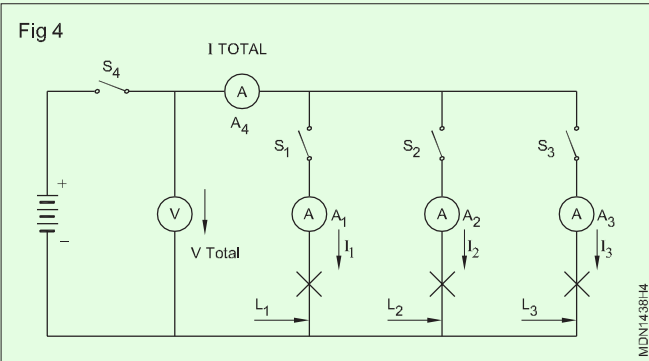 Fig 4
I TOTAL
S4
A
A4
S1
S2
S3
+
V
A A1
A A2
A A3
–
V Total
I1
I2
I3
L1
L2
L3
MDN1438H4